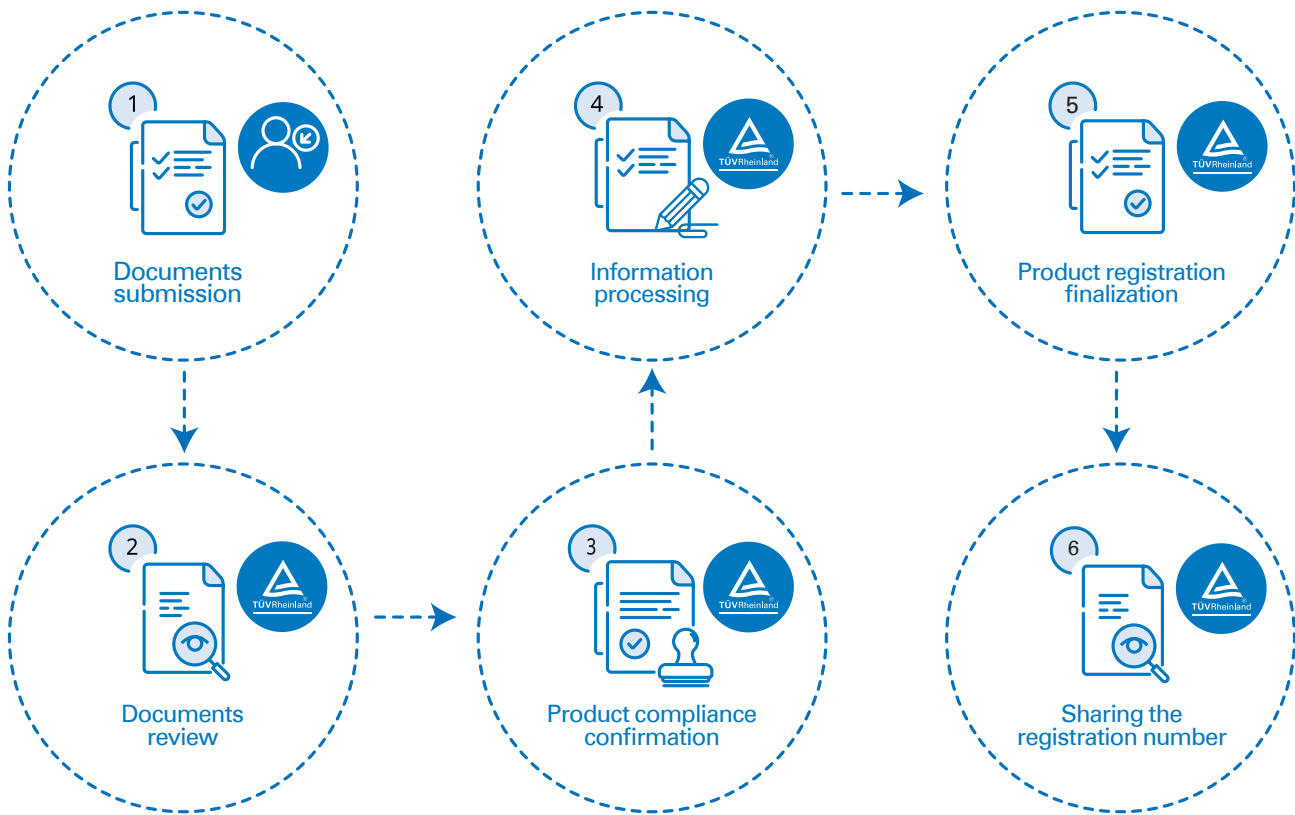 1
Documents
submission
2
TÜVRheinland®
Documents
review
3
TÜVRheinland®
Product compliance
confirmation
4
TÜVRheinland®
Information
processing
5
TÜVRheinland®
Product registration
finalization
6
TÜVRheinland®
Sharing the
registration number